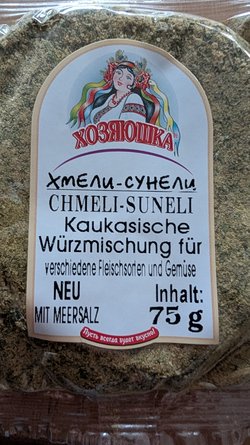 ХОЗЯЮШКА
ХМЕЛИ-СУНЕЛИ
CHMELI-SUNELI
Kaukasische
Würzmischung für
verschiedene Fleischsorten und Gemüse
NEU
MIT MEERSALZ
Inhalt:
75 g
Пусть всегда будет вкусно!